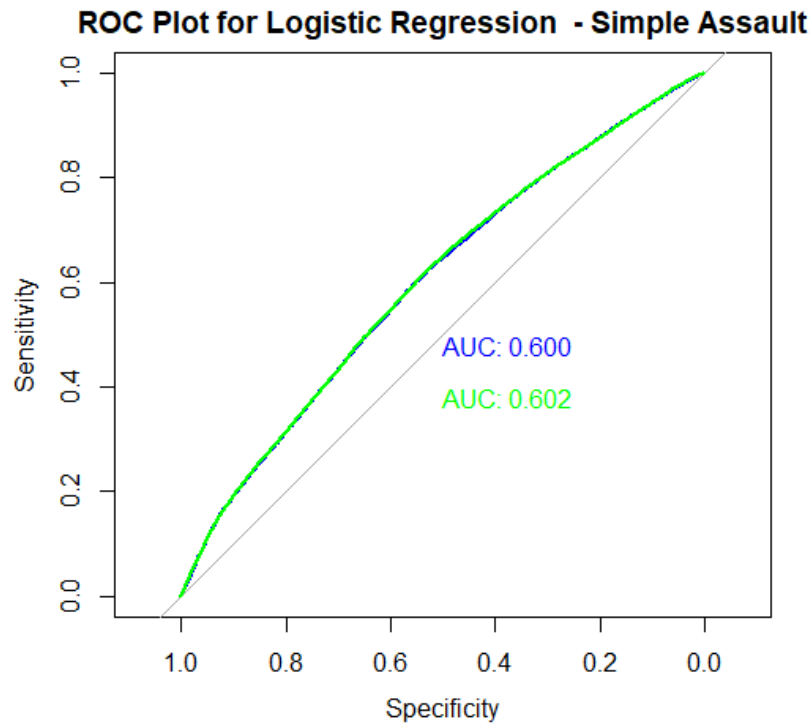 ROC Plot for Logistic Regression  - Simple Assault
1.0
0.8
0.6
0.4
0.2
0.0
Sensitivity
AUC: 0.600
AUC: 0.602
1.0 0.8 0.6 0.4 0.2 0.0
Specificity